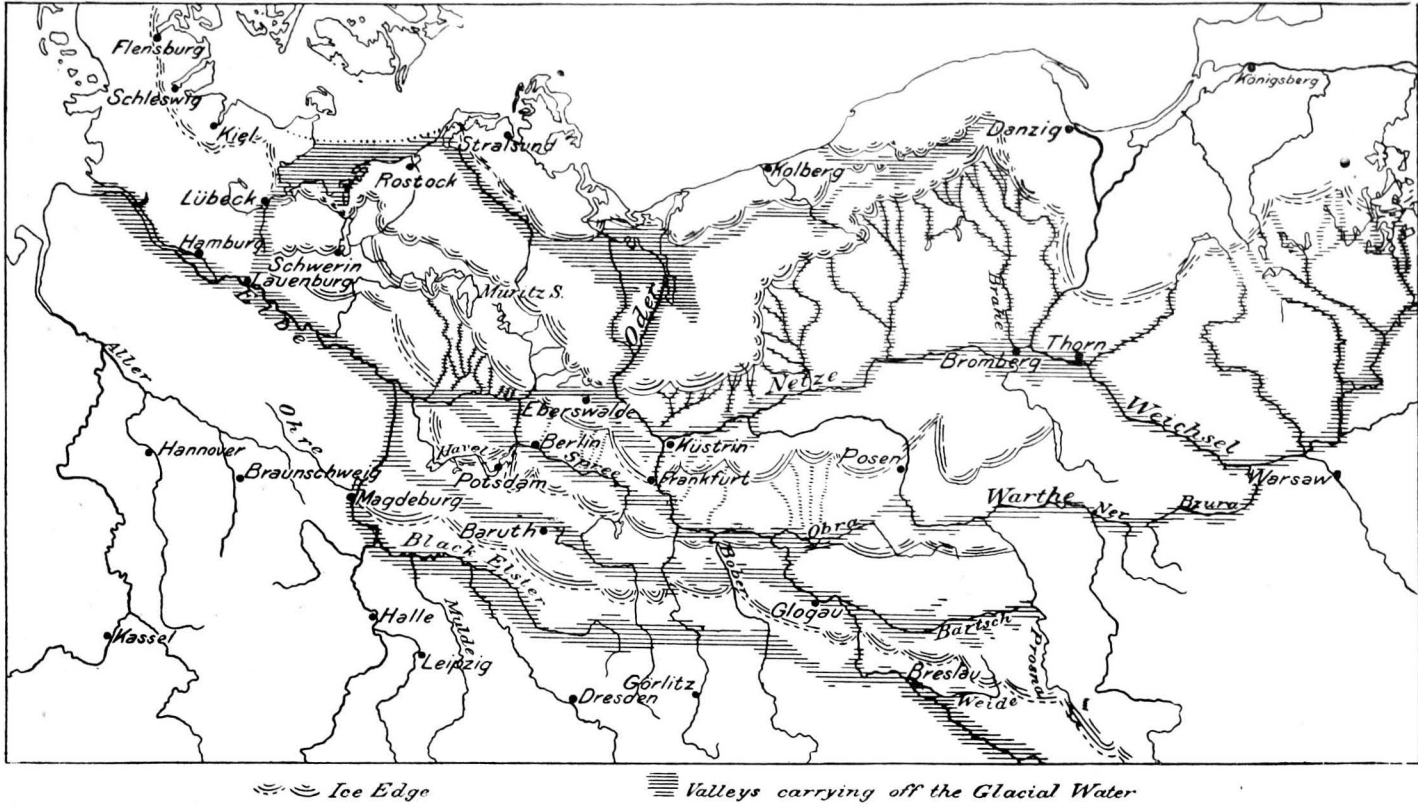 Flensburg
Schleswig
Kiel
Stralsund
Rostock
Lübeck
Hamburg
Schwerin
Lauenburg
Elbe
Müritz S.
Oder
Kolberg
Danzig
Königsberg
Brahe
Bromberg
Thorn
Netze
Weichsel
Warsaw
Aller
Ohre
Hannover
Braunschweig
Magdeburg
Eberswalde
Berlin
Havel
Spree
Potsdam
Küstrin
Frankfurt
Posen
Warthe
Ner
Bzura
Obra
Baruth
Black Elster
Bober
Glogau
Bartsch
Prosna
Kassel
Halle
Mulde
Leipzig
Dresden
Görlitz
Breslau
Weide
Ice Edge
Valleys carrying off the Glacial Water